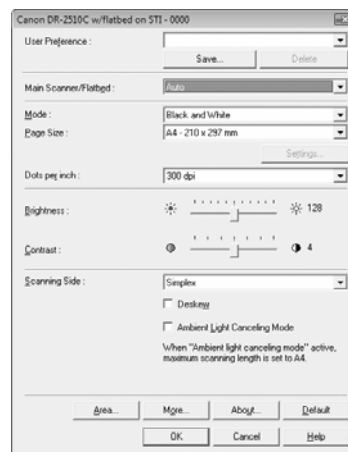 Canon DR-2510C w/flatbed on STI - 0000
User Preference :
Save... Delete
Main Scanner/Flatbed : Auto
Mode : Black and White
Page Size : A4 - 210 x 297 mm
Settings...
Dots per inch : 300 dpi
Brightness : 128
Contrast : 4
Scanning Side : Simplex
Deskew
Ambient Light Canceling Mode
When "Ambient light canceling mode" active,
maximum scanning length is set to A4.
Area... More... About... Default
OK Cancel Help